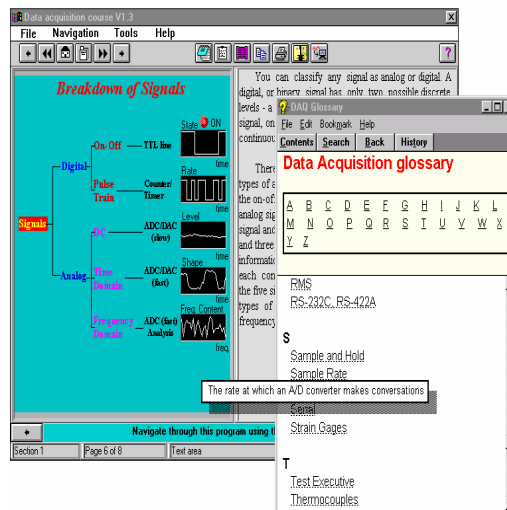 Data acquisition course V1.3
File Navigation Tools Help
Breakdown of Signals
State ON
On-Off TTL line
time
Digital
Rate
Pulse Train Counter/ Timer
time
Signals
Level
DC ADC/DAC (slow)
time
Analog
Shape
Time Domain ADC/DAC (fast)
time
Freq. Content
Frequency Domain ADC (fast) Analysis
freq.
You can classify any signal as analog or digital. A
digital, or binary, signal has only two possible discrete
levels - a
signal, on
continuou
There
types of a
the on-of
analog sig
signal and
and three
informatic
each con
the five si
types of
frequency
DAQ Glossary
File Edit Bookmark Help
Contents Search Back History
Data Acquisition glossary
A B C D E F G H I J K L
M N O P Q R S T U V W X
Y Z
RMS
RS-232C, RS-422A
S
Sample and Hold
Sample Rate
The rate at which an A/D converter makes conversations
Serial
Strain Gages
T
Test Executive
Thermocouples
Navigate through this program using t
Section 1 Page 6 of 8 Text area